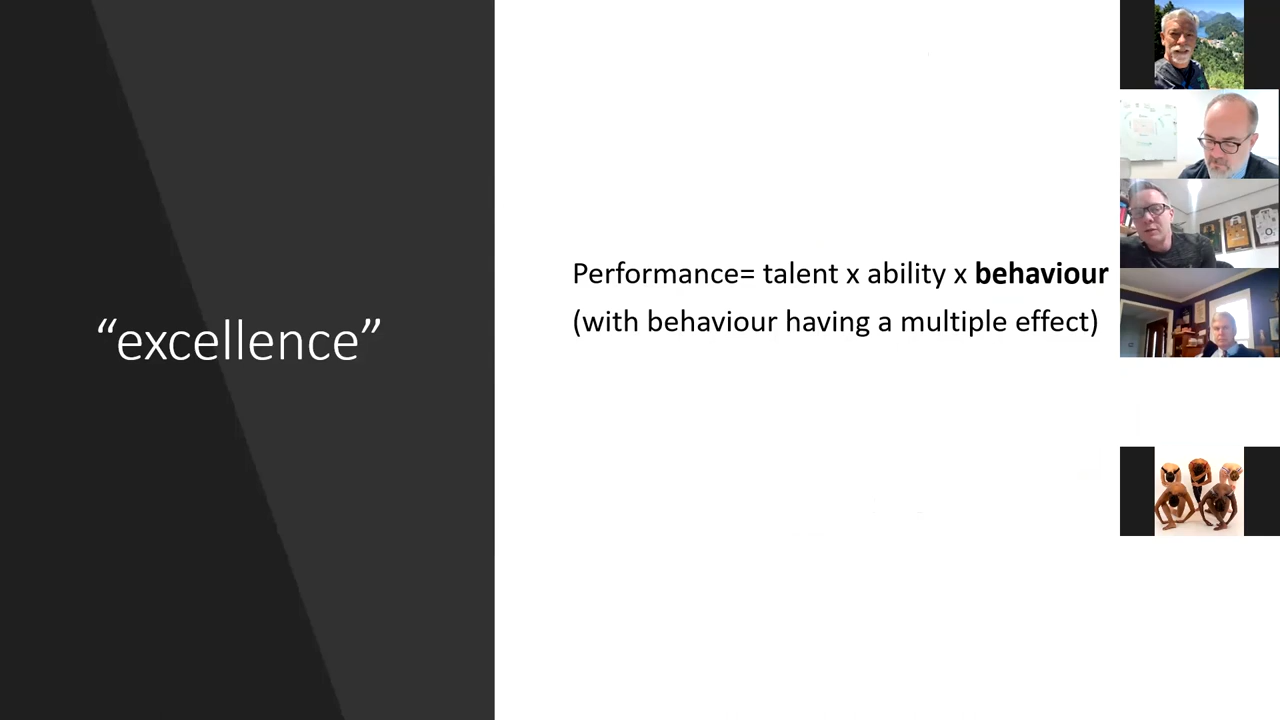 “excellence”
Performance= talent x ability x behaviour
(with behaviour having a multiple effect)